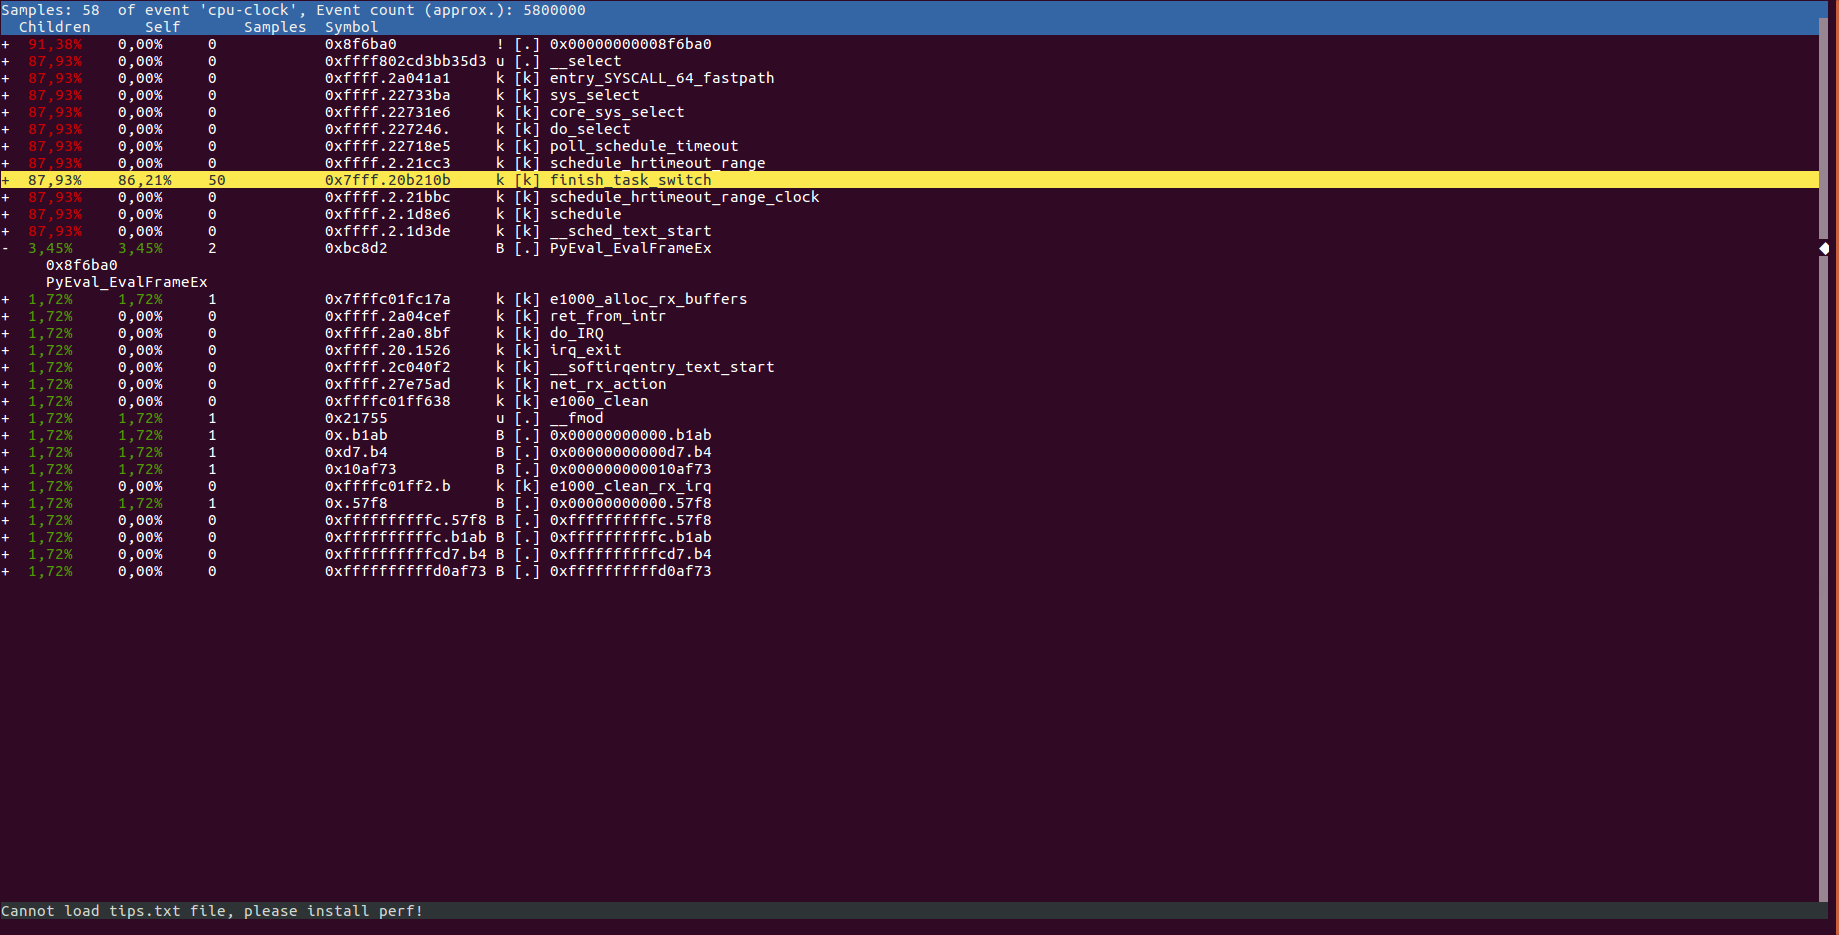 Samples: 58  of event 'cpu-clock', Event count (approx.): 5800000
  Children      Self       Samples  Symbol
+  91,38%    0,00%     0            0x8f6ba0           ! [.] 0x00000000008f6ba0
+  87,93%    0,00%     0            0xffff802cd3bb35d3 u [.] __select
+  87,93%    0,00%     0            0xffff.2a041a1     k [k] entry_SYSCALL_64_fastpath
+  87,93%    0,00%     0            0xffff.22733ba     k [k] sys_select
+  87,93%    0,00%     0            0xffff.22731e6     k [k] core_sys_select
+  87,93%    0,00%     0            0xffff.227246.     k [k] do_select
+  87,93%    0,00%     0            0xffff.22718e5     k [k] poll_schedule_timeout
+  87,93%    0,00%     0            0xffff.2.21cc3     k [k] schedule_hrtimeout_range
+  87,93%    86,21%    50           0x7fff.20b210b     k [k] finish_task_switch
+  87,93%    0,00%     0            0xffff.2.21bbc     k [k] schedule_hrtimeout_range_clock
+  87,93%    0,00%     0            0xffff.2.1d8e6     k [k] schedule
+  87,93%    0,00%     0            0xffff.2.1d3de     k [k] __sched_text_start
-  3,45%     3,45%     2            0xbc8d2            B [.] PyEval_EvalFrameEx
     0x8f6ba0
     PyEval_EvalFrameEx
+  1,72%     1,72%     1            0x7fffc01fc17a     k [k] e1000_alloc_rx_buffers
+  1,72%     0,00%     0            0xffff.2a04cef     k [k] ret_from_intr
+  1,72%     0,00%     0            0xffff.2a0.8bf     k [k] do_IRQ
+  1,72%     0,00%     0            0xffff.20.1526     k [k] irq_exit
+  1,72%     0,00%     0            0xffff.2c040f2     k [k] __softirqentry_text_start
+  1,72%     0,00%     0            0xffff.27e75ad     k [k] net_rx_action
+  1,72%     0,00%     0            0xffffc01ff638     k [k] e1000_clean
+  1,72%     1,72%     1            0x21755            u [.] __fmod
+  1,72%     1,72%     1            0x.b1ab            B [.] 0x00000000000.b1ab
+  1,72%     1,72%     1            0xd7.b4            B [.] 0x00000000000d7.b4
+  1,72%     1,72%     1            0x10af73           B [.] 0x000000000010af73
+  1,72%     0,00%     0            0xffffc01ff2.b     k [k] e1000_clean_rx_irq
+  1,72%     1,72%     1            0x.57f8            B [.] 0x00000000000.57f8
+  1,72%     0,00%     0            0xffffffffffc.57f8 B [.] 0xffffffffffc.57f8
+  1,72%     0,00%     0            0xffffffffffc.b1ab B [.] 0xffffffffffc.b1ab
+  1,72%     0,00%     0            0xffffffffffcd7.b4 B [.] 0xffffffffffcd7.b4
+  1,72%     0,00%     0            0xffffffffffd0af73 B [.] 0xffffffffffd0af73
Cannot load tips.txt file, please install perf!